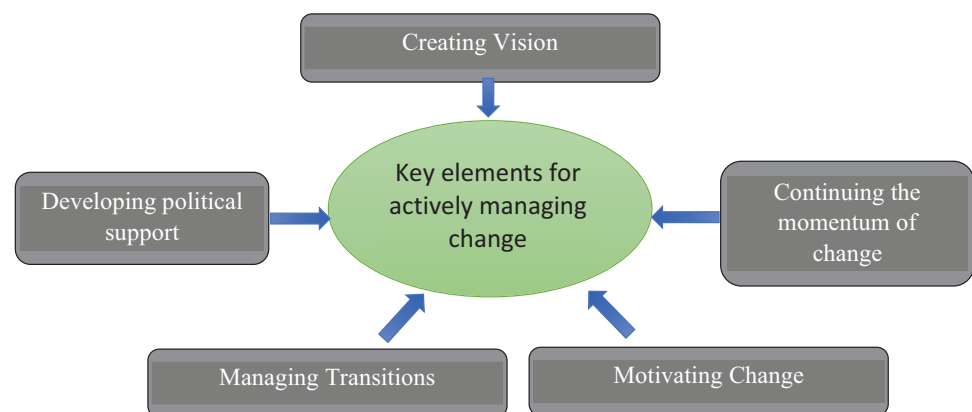 Creating Vision
Developing political
support
Key elements for
actively managing
change
Continuing the
momentum of
change
Managing Transitions
Motivating Change